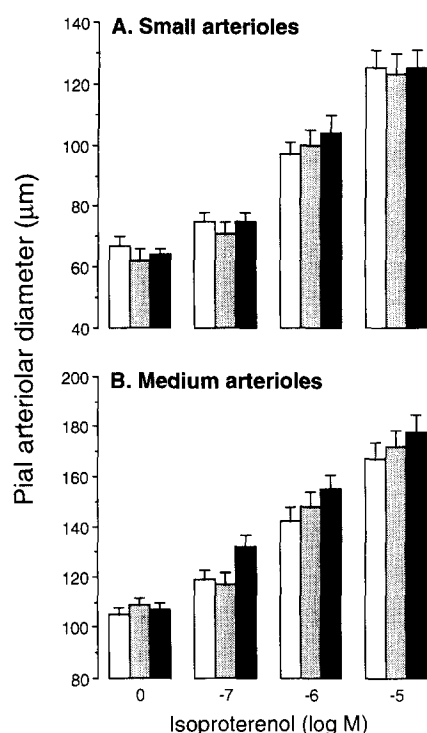 Pial arteriolar diameter (µm)
A. Small arterioles
140
120
100
80
60
40
B. Medium arterioles
200
180
160
140
120
100
80
0 -7 -6 -5
Isoproterenol (log M)